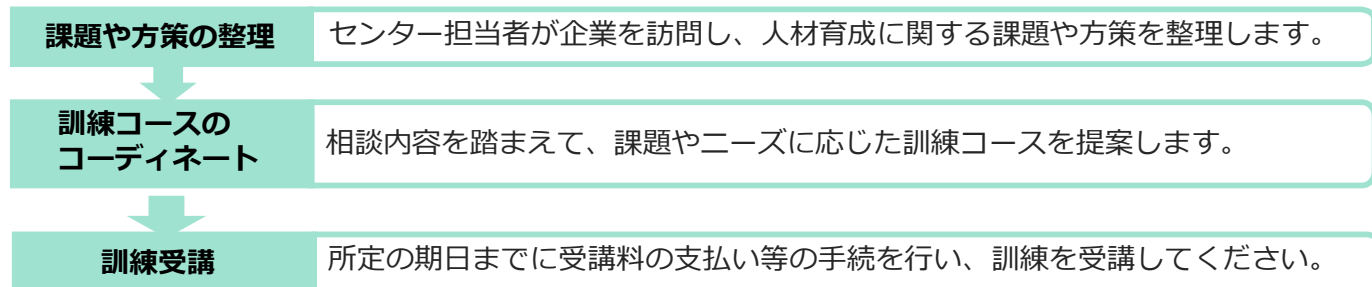 課題や方策の整理
センター担当者が企業を訪問し、人材育成に関する課題や方策を整理します。
訓練コースの
コーディネート
相談内容を踏まえて、課題やニーズに応じた訓練コースを提案します。
訓練受講
所定の期日までに受講料の支払い等の手続を行い、訓練を受講してください。